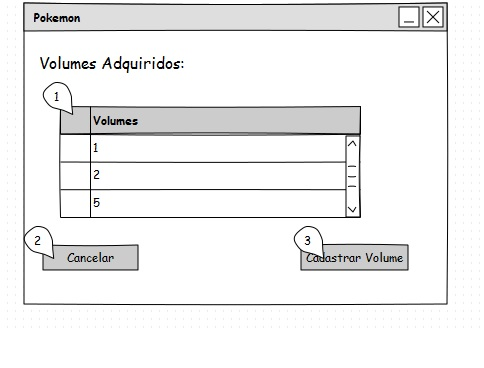 Pokemon
Volumes Adquiridos:
1
Volumes
1
2
5
2
3
Cancelar
Cadastrar Volume